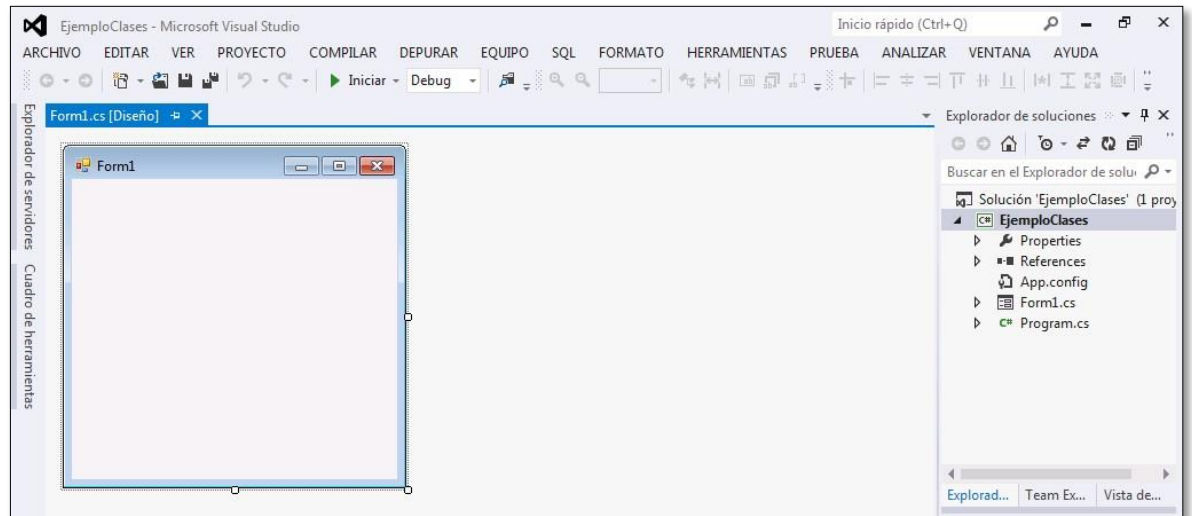 EjemploClases - Microsoft Visual Studio
Inicio rápido (Ctrl+Q)
ARCHIVO EDITAR VER PROYECTO COMPILAR DEPURAR EQUIPO SQL FORMATO HERRAMIENTAS PRUEBA ANALIZAR VENTANA AYUDA
Iniciar Debug
Explorador de servidores
Cuadro de herramientas
Form1.cs [Diseño]
Form1
Explorador de soluciones
Buscar en el Explorador de solu
Solución 'EjemploClases' (1 proy
C# EjemploClases
Properties
References
App.config
Form1.cs
C# Program.cs
Explorad... Team Ex... Vista de...